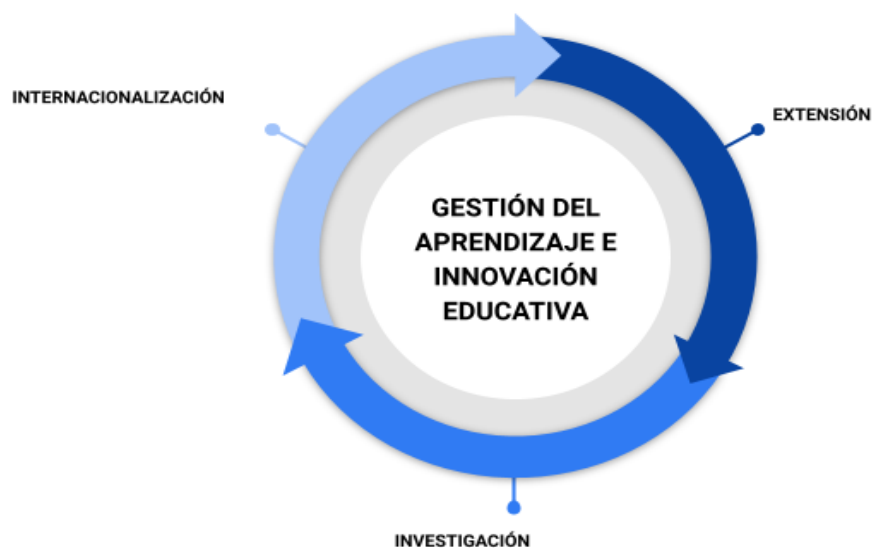 INTERNACIONALIZACIÓN
EXTENSIÓN
GESTIÓN DEL
APRENDIZAJE E
INNOVACIÓN
EDUCATIVA
INVESTIGACIÓN